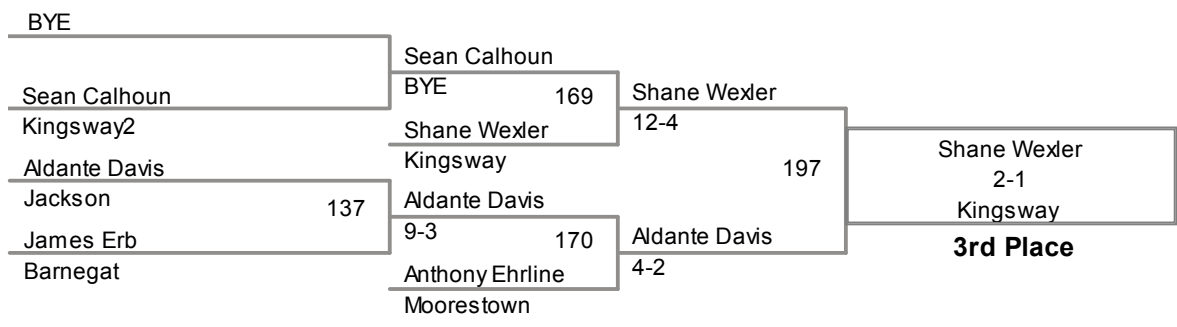 BYE
Sean Calhoun
Kingsway2
Aldante Davis
Jackson
137
James Erb
Barnegat
Sean Calhoun
BYE
169
Shane Wexler
Kingsway
Aldante Davis
9-3
170
Anthony Ehrline
Moorestown
Shane Wexler
12-4
197
Aldante Davis
4-2
Shane Wexler
2-1
Kingsway
3rd Place